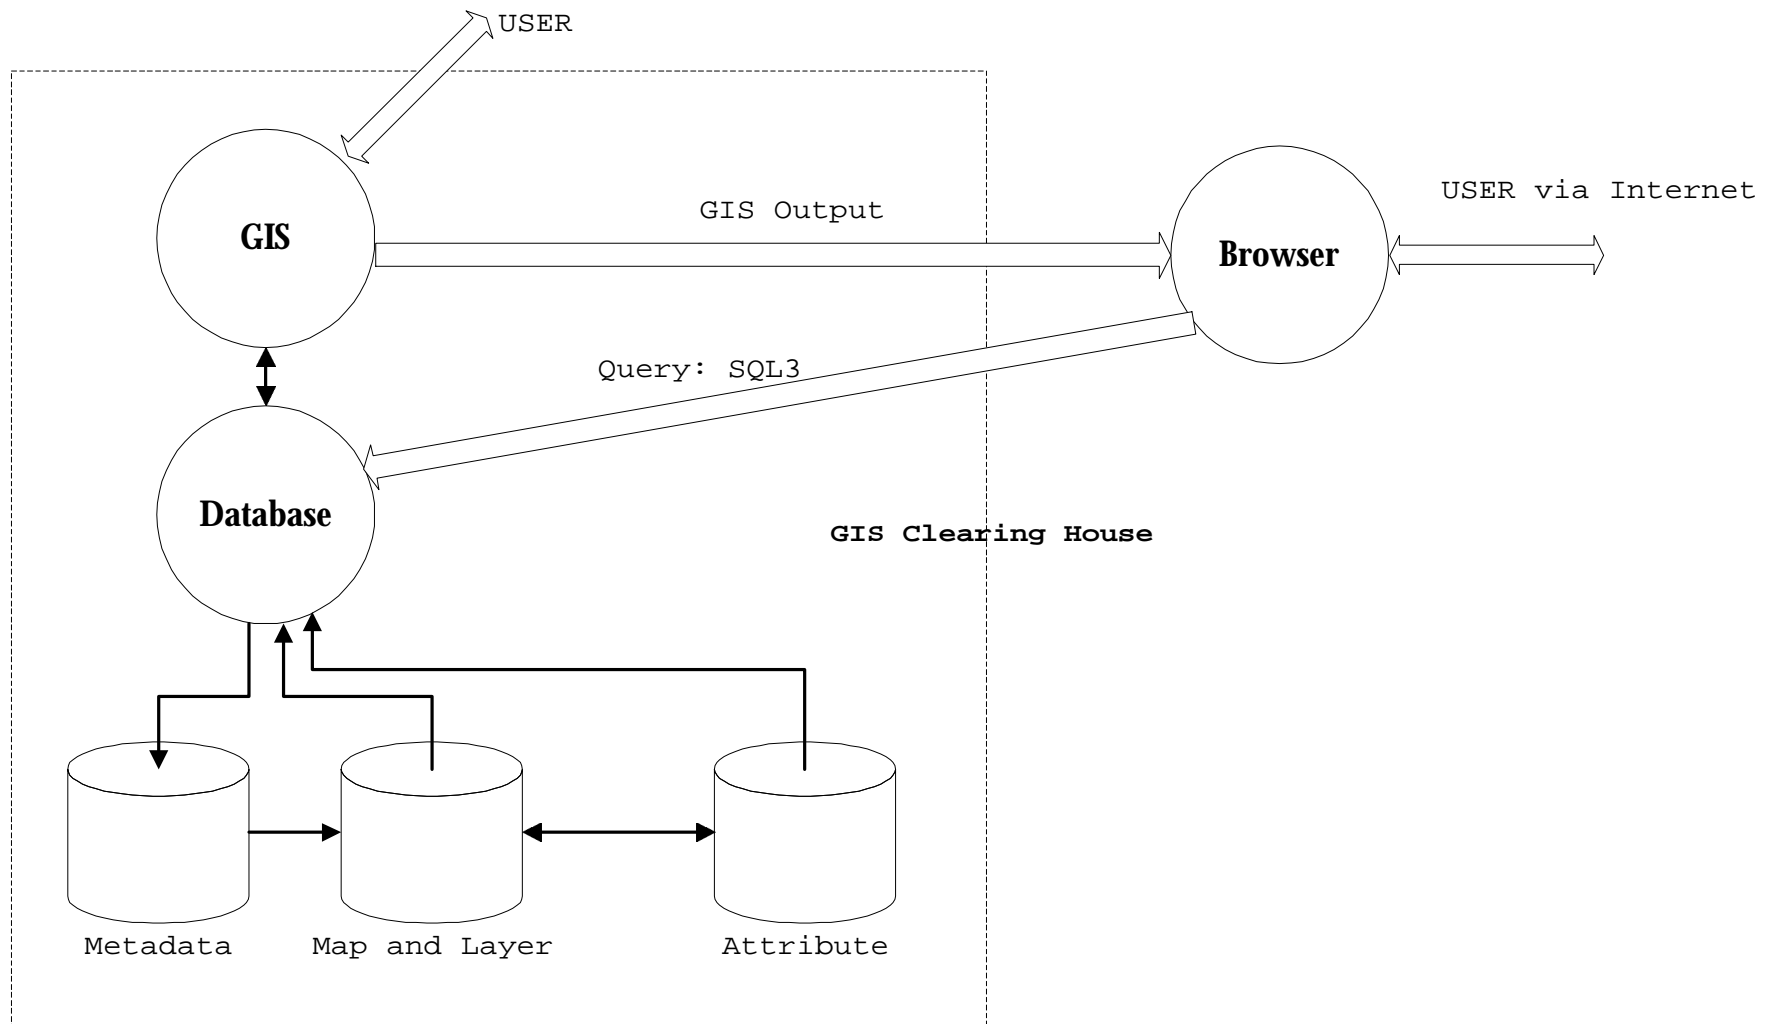 USER
USER via Internet
GIS Output
GIS
Browser
Query: SQL3
Database
GIS Clearing House
Metadata
Map and Layer
Attribute